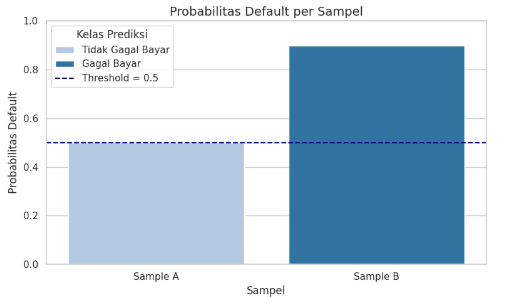 Probabilitas Default per Sampel
Kelas Prediksi
Tidak Gagal Bayar
Gagal Bayar
Threshold = 0.5
Probabilitas Default
1.0
0.8
0.6
0.4
0.2
0.0
Sample A
Sample B
Sampel